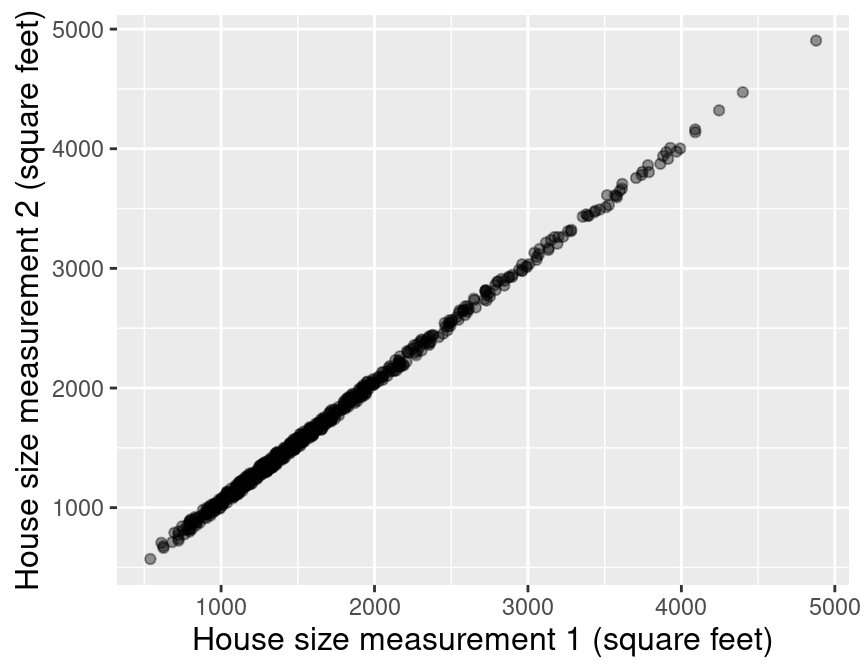 House size measurement 2 (square feet)
5000
4000
3000
2000
1000
1000 2000 3000 4000 5000
House size measurement 1 (square feet)